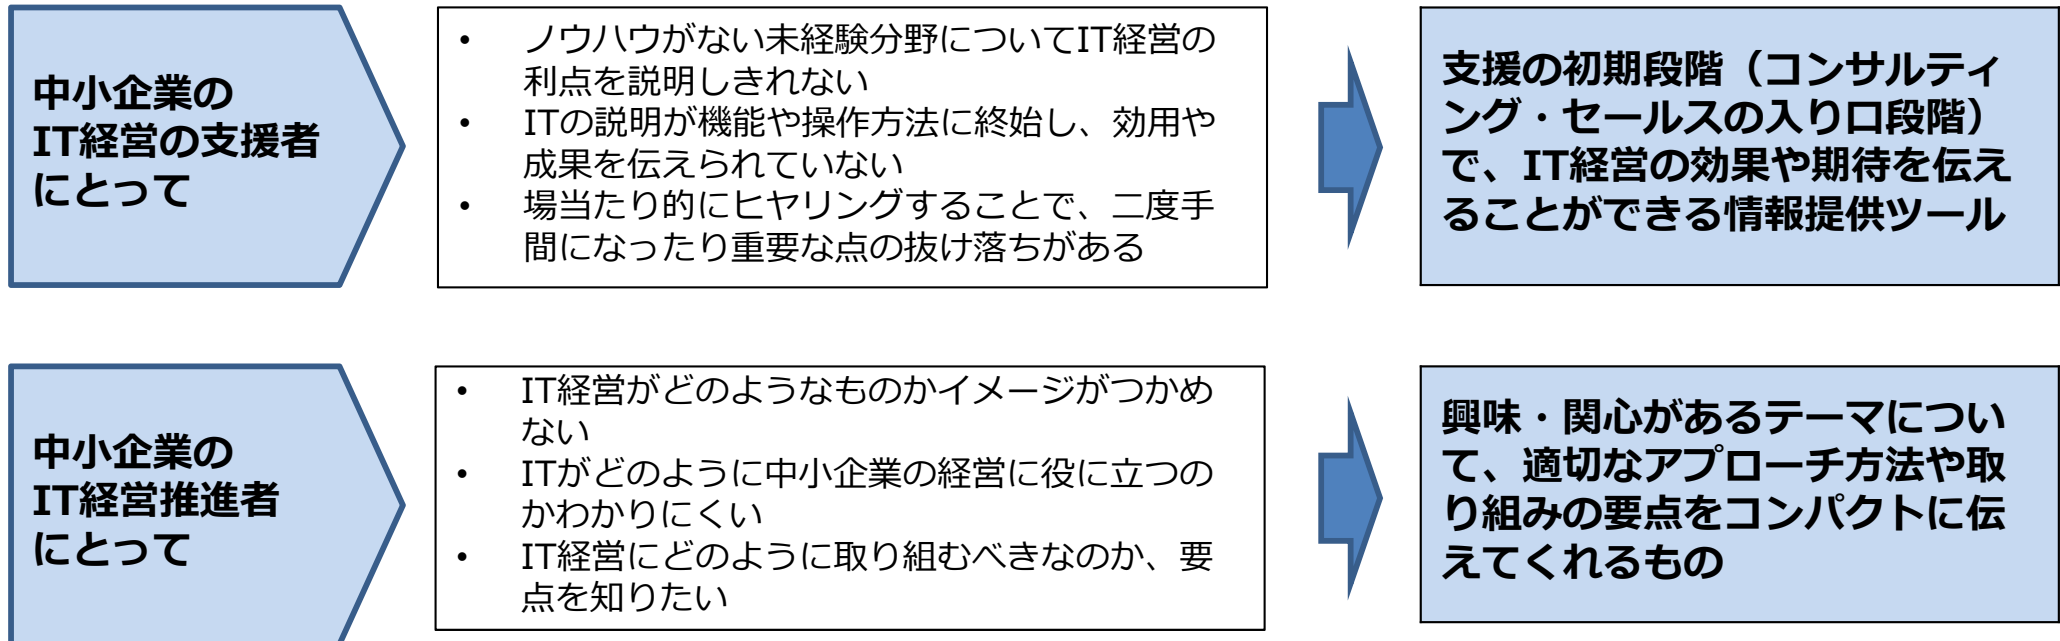 中小企業の
IT経営の支援者
にとって
• ノウハウがない未経験分野についてIT経営の
利点を説明しきれない
• ITの説明が機能や操作方法に終始し、効用や
成果を伝えられていない
• 場当たり的にヒヤリングすることで、二度手
間になったり重要な点の抜け落ちがある
支援の初期段階（コンサルティ
ング・セールスの入り口段階）
で、IT経営の効果や期待を伝え
ることができる情報提供ツール
中小企業の
IT経営推進者
にとって
• IT経営がどのようなものかイメージがつかめ
ない
• ITがどのように中小企業の経営に役に立つの
かわかりにくい
• IT経営にどのように取り組むべきなのか、要
点を知りたい
興味・関心があるテーマについ
て、適切なアプローチ方法や取
り組みの要点をコンパクトに伝
えてくれるもの